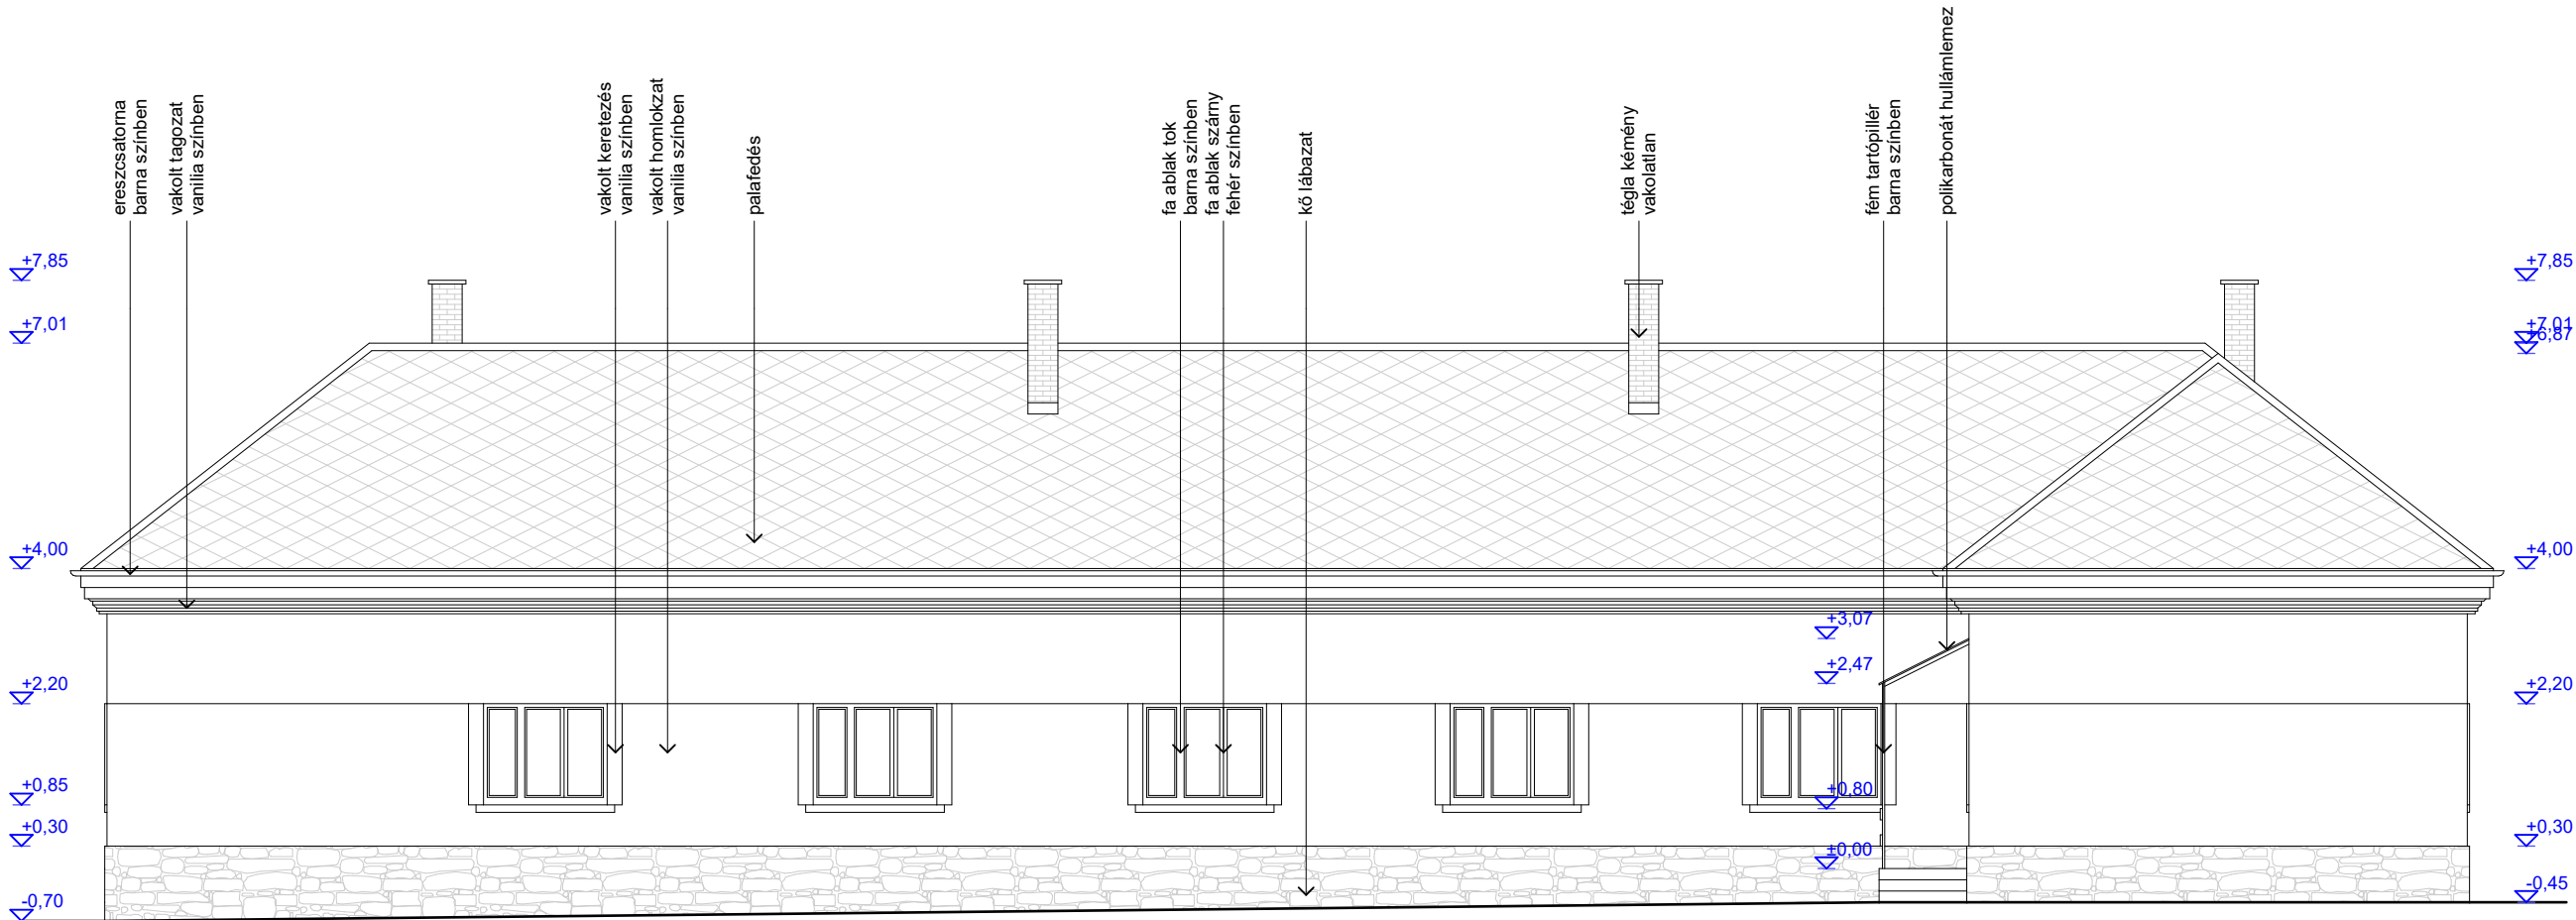 ereszcsatorna
barna színben
vakolt tagozat
vanilia színben
vakolt keretezés
vanilia színben
vakolt homlokzat
vanilia színben
palafedés
fa ablak tok
barna színben
fa ablak szárny
fehér színben
kő lábazat
tégla kémény
vakolatlan
fém tartópillér
barna színben
polikarbonát hullámlemez
+7,85
+7,01
+4,00
+2,20
+0,85
+0,30
-0,70
+3,07
+2,47
+0,80
±0,00
+7,85
+7,01
+6,87
+4,00
+2,20
+0,30
-0,45